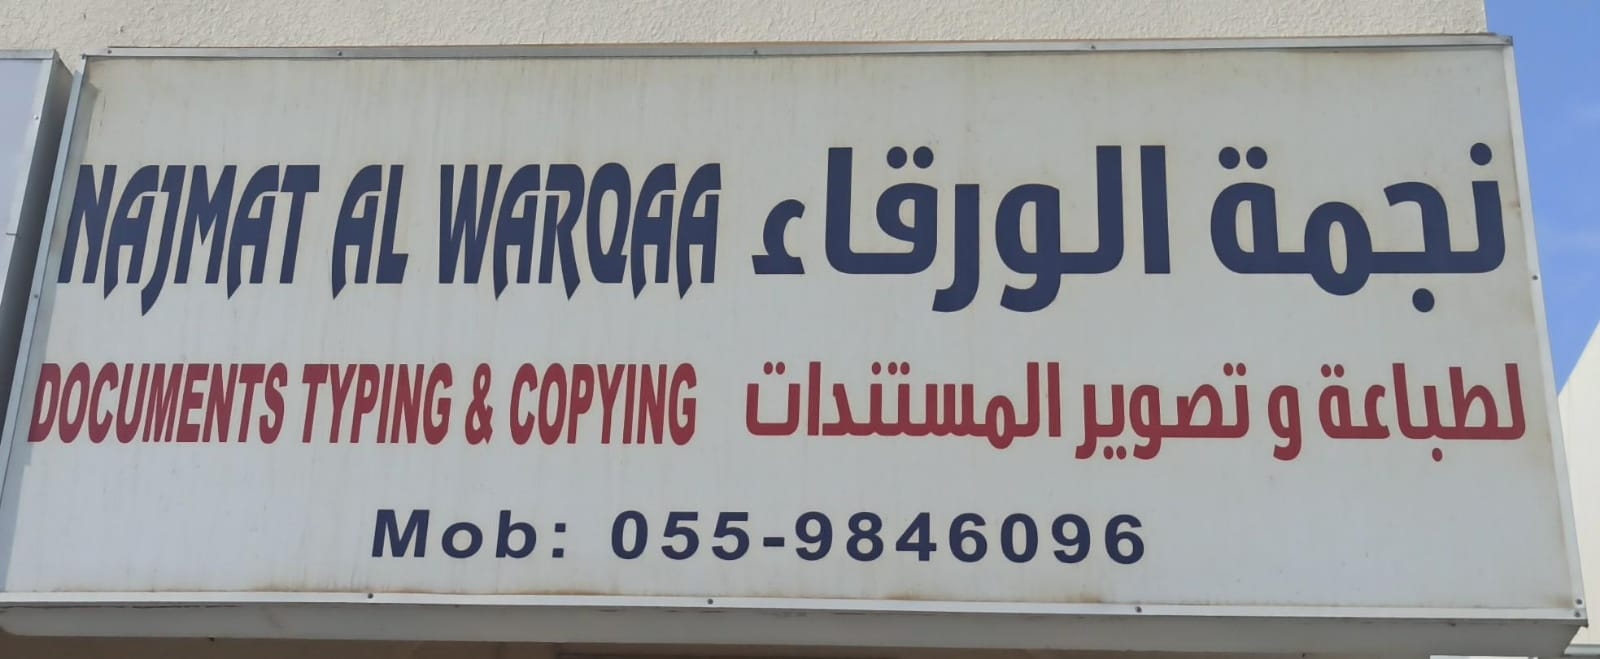 NAJMAT AL WARQAA نجمة الورقاء
DOCUMENTS TYPING & COPYING لطباعة و تصوير المستندات
Mob: 055-9846096